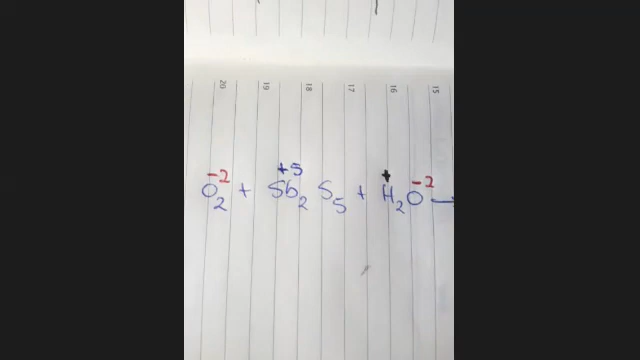 20 19 18 17 16 15
-2 +5 + -2
O2 + Sb2 S5 + H2O →